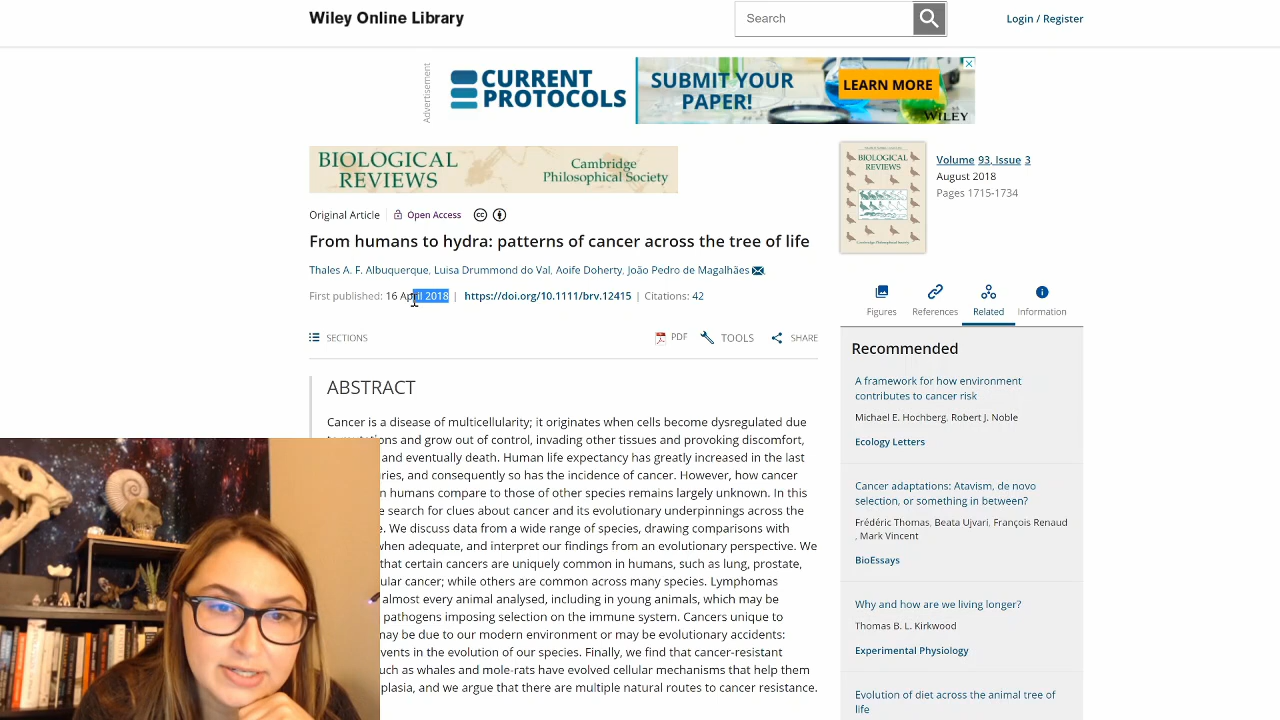 Wiley Online Library
Search
Login / Register
Advertisement
CURRENT PROTOCOLS
SUBMIT YOUR PAPER!
LEARN MORE
WILEY
BIOLOGICAL REVIEWS
Cambridge Philosophical Society
BIOLOGICAL REVIEWS
Volume 93, Issue 3
August 2018
Pages 1715-1734
Original Article
Open Access
From humans to hydra: patterns of cancer across the tree of life
Thales A. F. Albuquerque, Luisa Drummond do Val, Aoife Doherty, João Pedro de Magalhães
First published: 16 April 2018 | https://doi.org/10.1111/brv.12415 | Citations: 42
SECTIONS
PDF
TOOLS
SHARE
ABSTRACT
Cancer is a disease of multicellularity; it originates when cells become dysregulated due
to mutations and grow out of control, invading other tissues and provoking discomfort,
and eventually death. Human life expectancy has greatly increased in the last
ries, and consequently so has the incidence of cancer. However, how cancer
n humans compare to those of other species remains largely unknown. In this
e search for clues about cancer and its evolutionary underpinnings across the
e. We discuss data from a wide range of species, drawing comparisons with
when adequate, and interpret our findings from an evolutionary perspective. We
that certain cancers are uniquely common in humans, such as lung, prostate,
ular cancer; while others are common across many species. Lymphomas
almost every animal analysed, including in young animals, which may be
pathogens imposing selection on the immune system. Cancers unique to
may be due to our modern environment or may be evolutionary accidents:
vents in the evolution of our species. Finally, we find that cancer-resistant
uch as whales and mole-rats have evolved cellular mechanisms that help them
plasia, and we argue that there are multiple natural routes to cancer resistance.
Figures
References
Related
Information
Recommended
A framework for how environment
contributes to cancer risk
Michael E. Hochberg, Robert J. Noble
Ecology Letters
Cancer adaptations: Atavism, de novo
selection, or something in between?
Frédéric Thomas, Beata Ujvari, François Renaud
, Mark Vincent
BioEssays
Why and how are we living longer?
Thomas B. L. Kirkwood
Experimental Physiology
Evolution of diet across the animal tree of
life